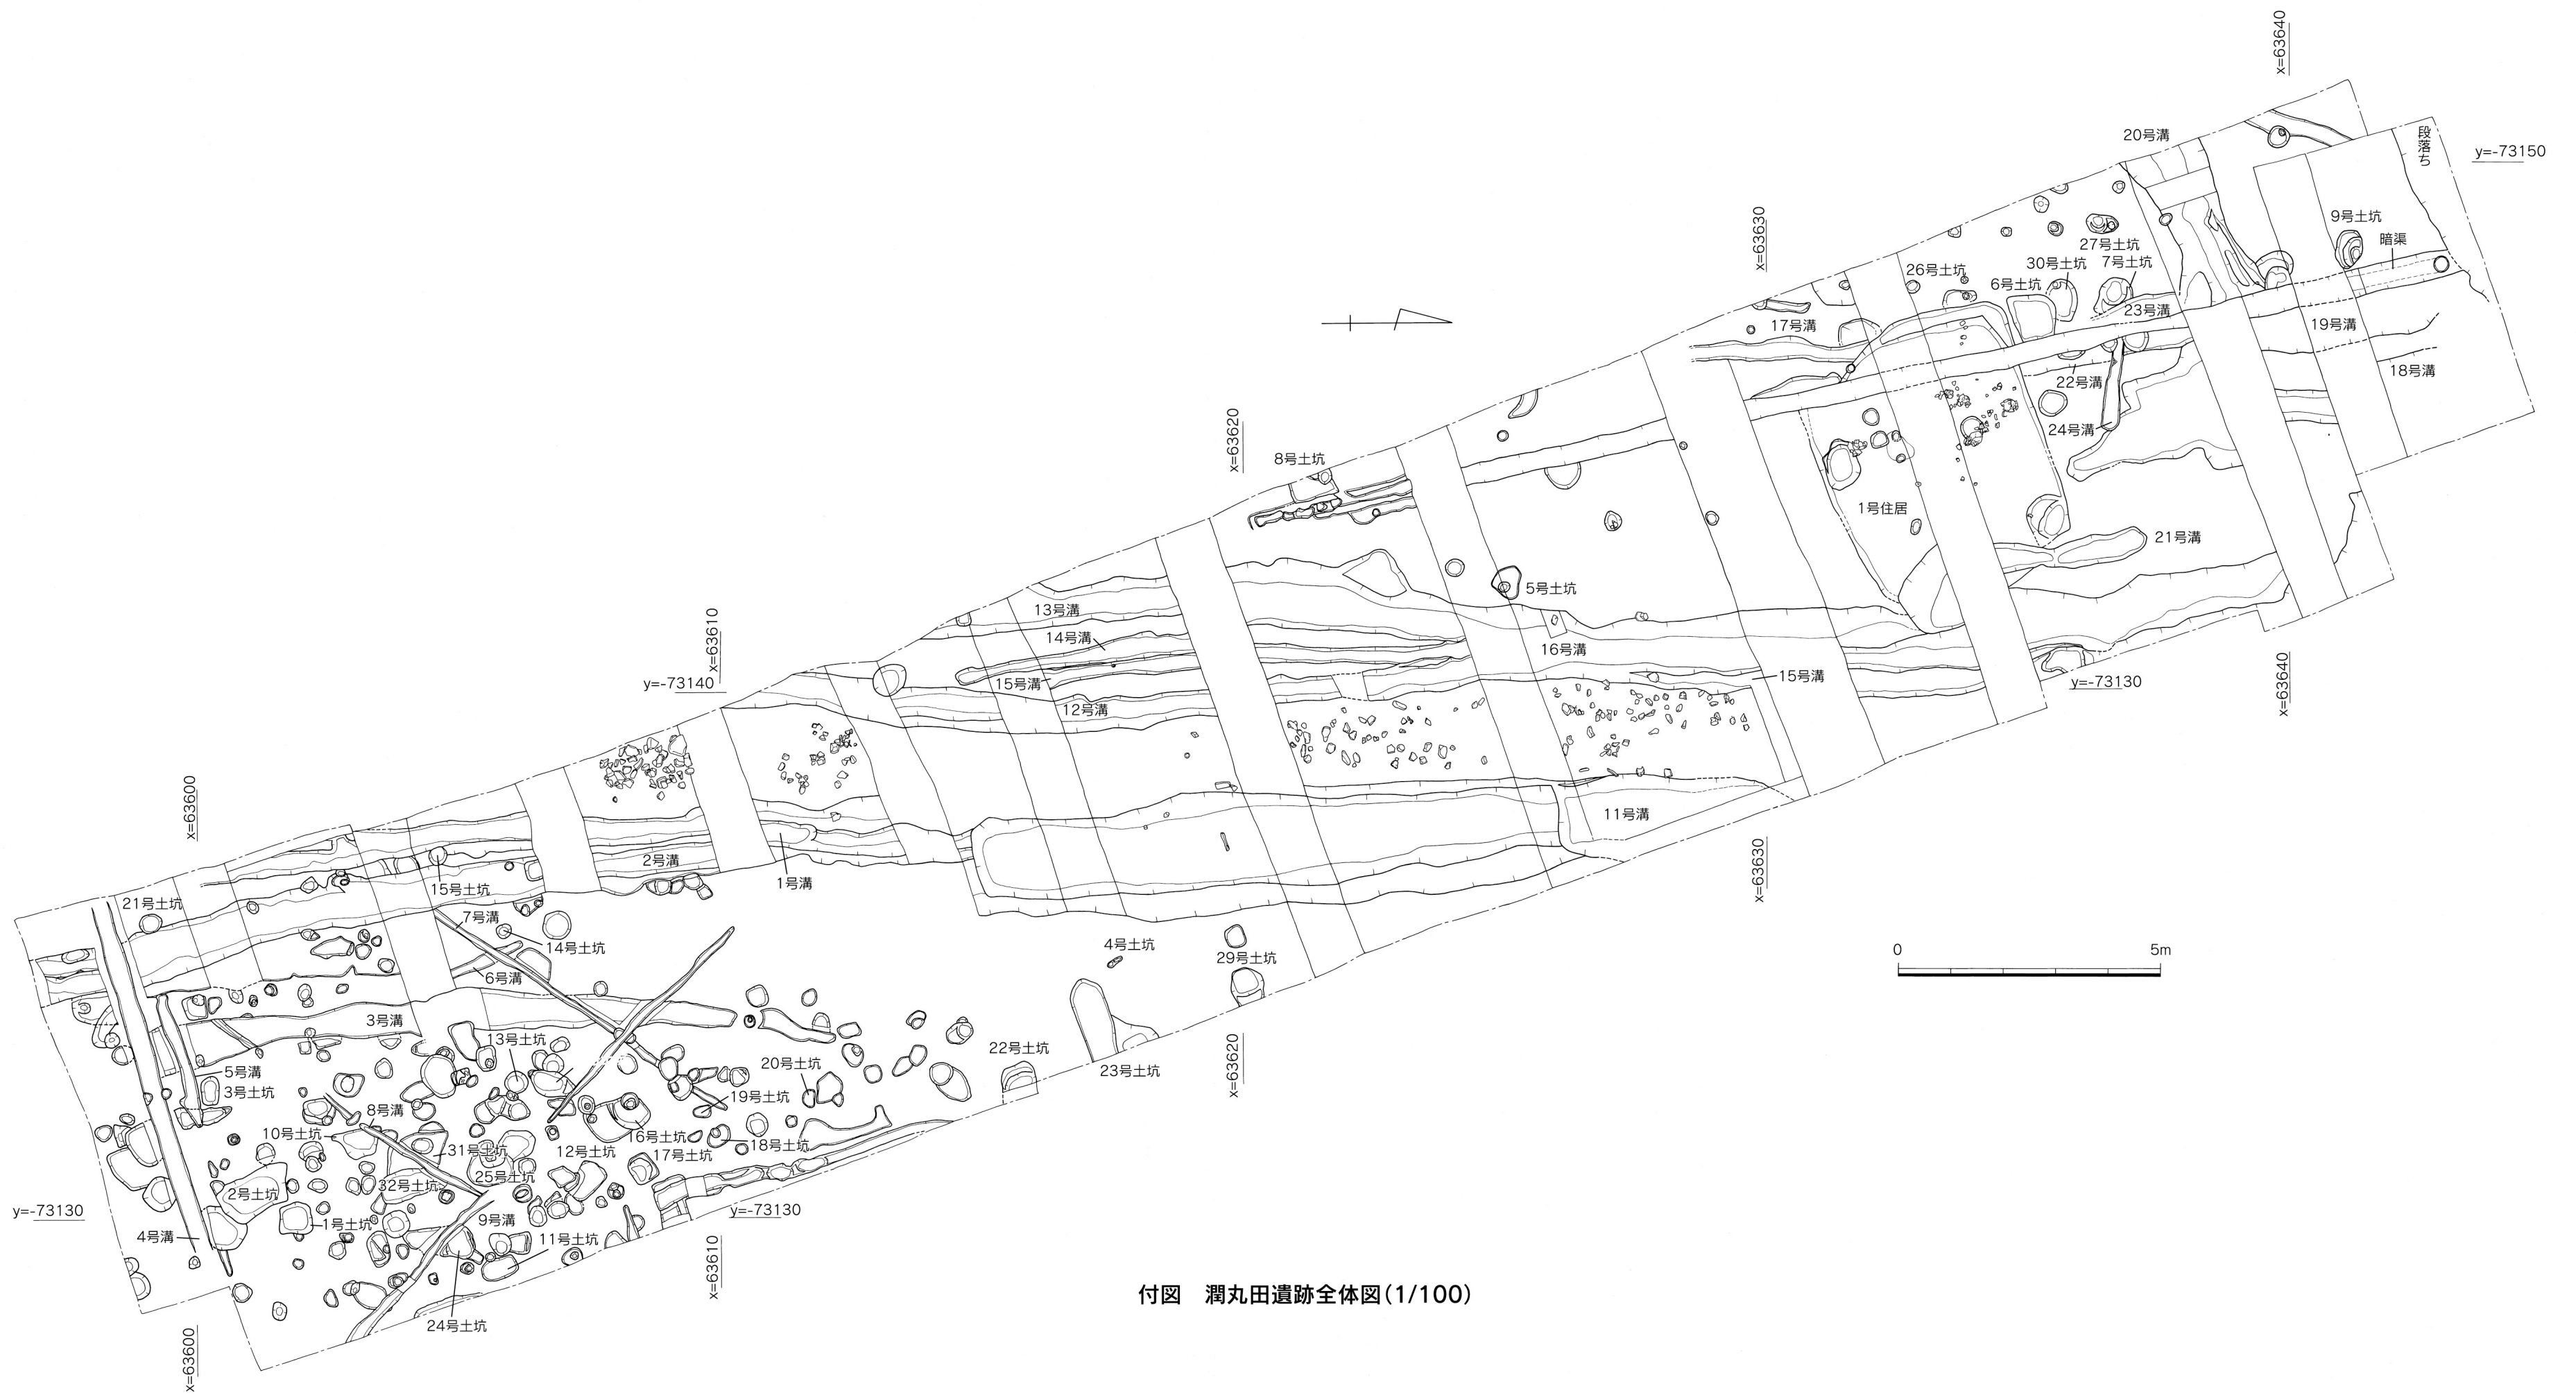 x=63640
20号溝
段落ち
y=-73150
x=63630
9号土坑
27号土坑
暗渠
26号土坑
30号土坑
7号土坑
6号土坑
23号溝
17号溝
19号溝
22号溝
18号溝
x=63620
24号溝
8号土坑
1号住居
21号溝
5号土坑
x=63610
13号溝
14号溝
16号溝
y=-73140
15号溝
15号溝
y=-73130
x=63640
12号溝
x=63600
11号溝
2号溝
1号溝
15号土坑
x=63630
21号土坑
7号溝
14号土坑
4号土坑
29号土坑
0
5m
6号溝
3号溝
13号土坑
22号土坑
20号土坑
23号土坑
x=63620
5号溝
3号土坑
19号土坑
8号溝
10号土坑
16号土坑
18号土坑
31号土坑
12号土坑
17号土坑
25号土坑
32号土坑
2号土坑
y=-73130
y=-73130
1号土坑
9号溝
4号溝
11号土坑
x=63610
付図　潤丸田遺跡全体図(1/100)
24号土坑
x=63600